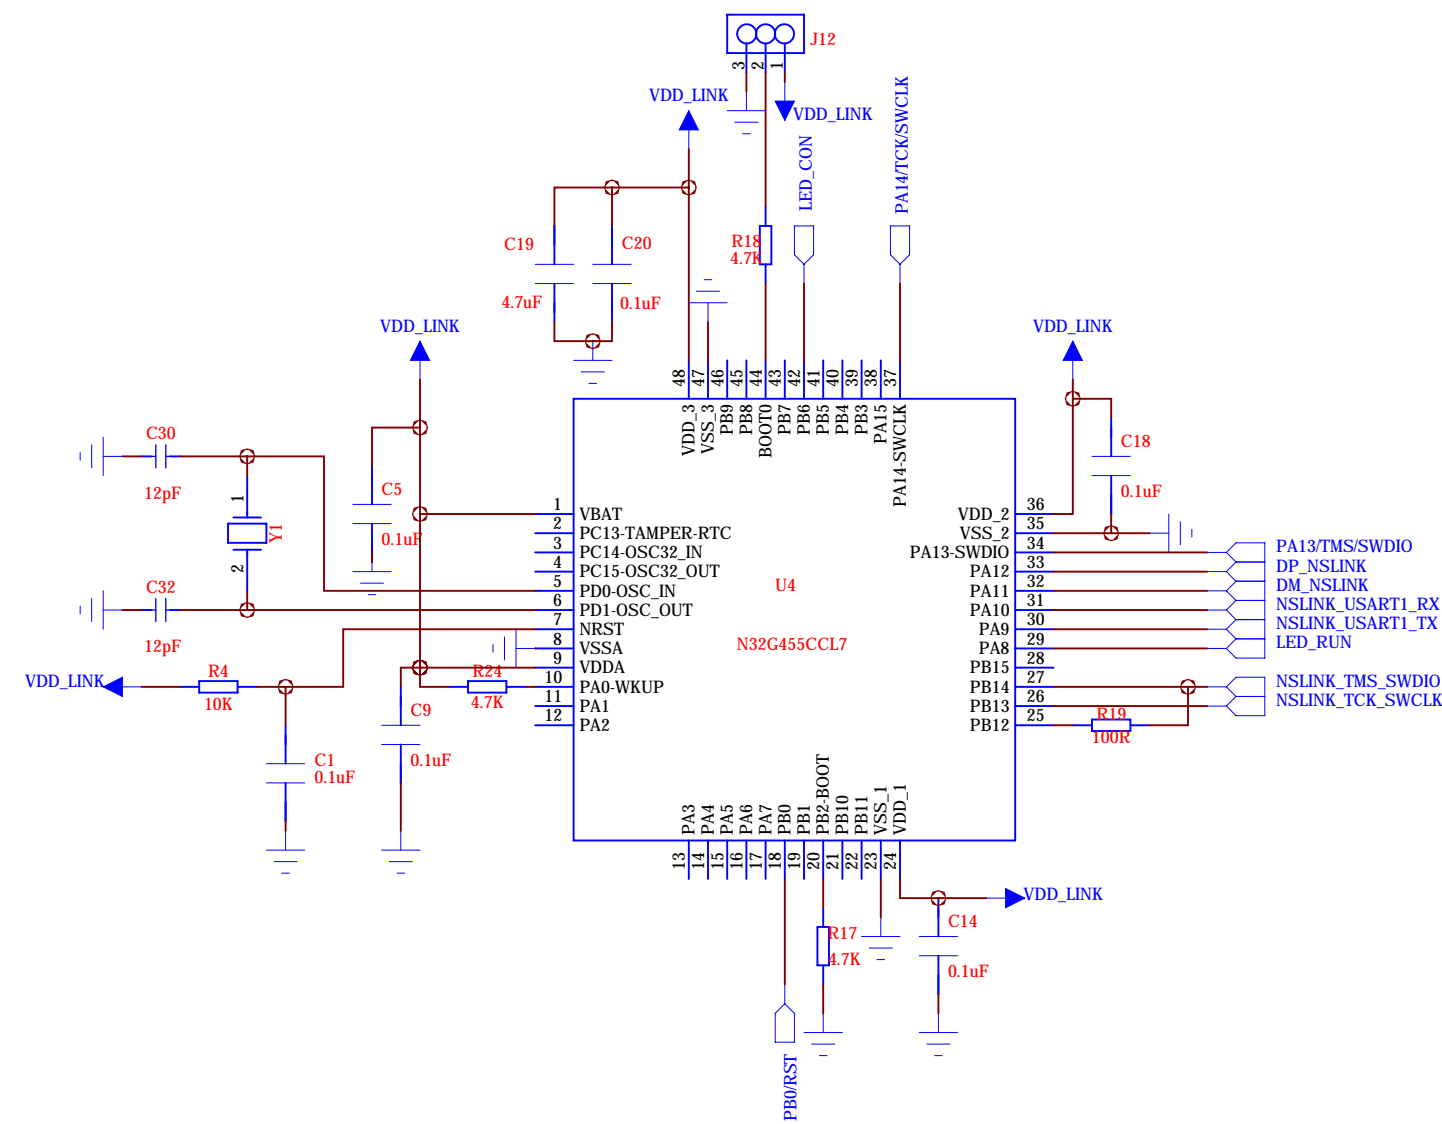 J12
3
2
1
VDD_LINK
VDD_LINK
LED_CON
PA14/TCK/SWCLK
C19
4.7uF
C20
0.1uF
R18
4.7K
VDD_LINK
VDD_LINK
48
47
46
45
44
43
42
41
40
39
38
37
VDD_3
VSS_3
PB9
PB8
BOOT0
PB7
PB6
PB5
PB4
PB3
PA15
PA14-SWCLK
C30
12pF
1
Y1
2
C32
12pF
C5
0.1uF
C18
0.1uF
1
VBAT
2
PC13-TAMPER-RTC
3
PC14-OSC32_IN
4
PC15-OSC32_OUT
5
PD0-OSC_IN
6
PD1-OSC_OUT
7
NRST
8
VSSA
9
VDDA
10
PA0-WKUP
11
PA1
12
PA2
U4
N32G455CCL7
36
VDD_2
35
VSS_2
34
PA13-SWDIO
33
PA12
32
PA11
31
PA10
30
PA9
29
PA8
28
PB15
27
PB14
26
PB13
25
PB12
PA13/TMS/SWDIO
DP_NSLINK
DM_NSLINK
NSLINK_USART1_RX
NSLINK_USART1_TX
LED_RUN
NSLINK_TMS_SWDIO
NSLINK_TCK_SWCLK
R19
100R
VDD_LINK
R4
10K
R24
4.7K
C1
0.1uF
C9
0.1uF
PA3
PA4
PA5
PA6
PA7
PB0
PB1
PB2-BOOT
PB10
PB11
VSS_1
VDD_1
13
14
15
16
17
18
19
20
21
22
23
24
VDD_LINK
R17
4.7K
C14
0.1uF
PB0/RST